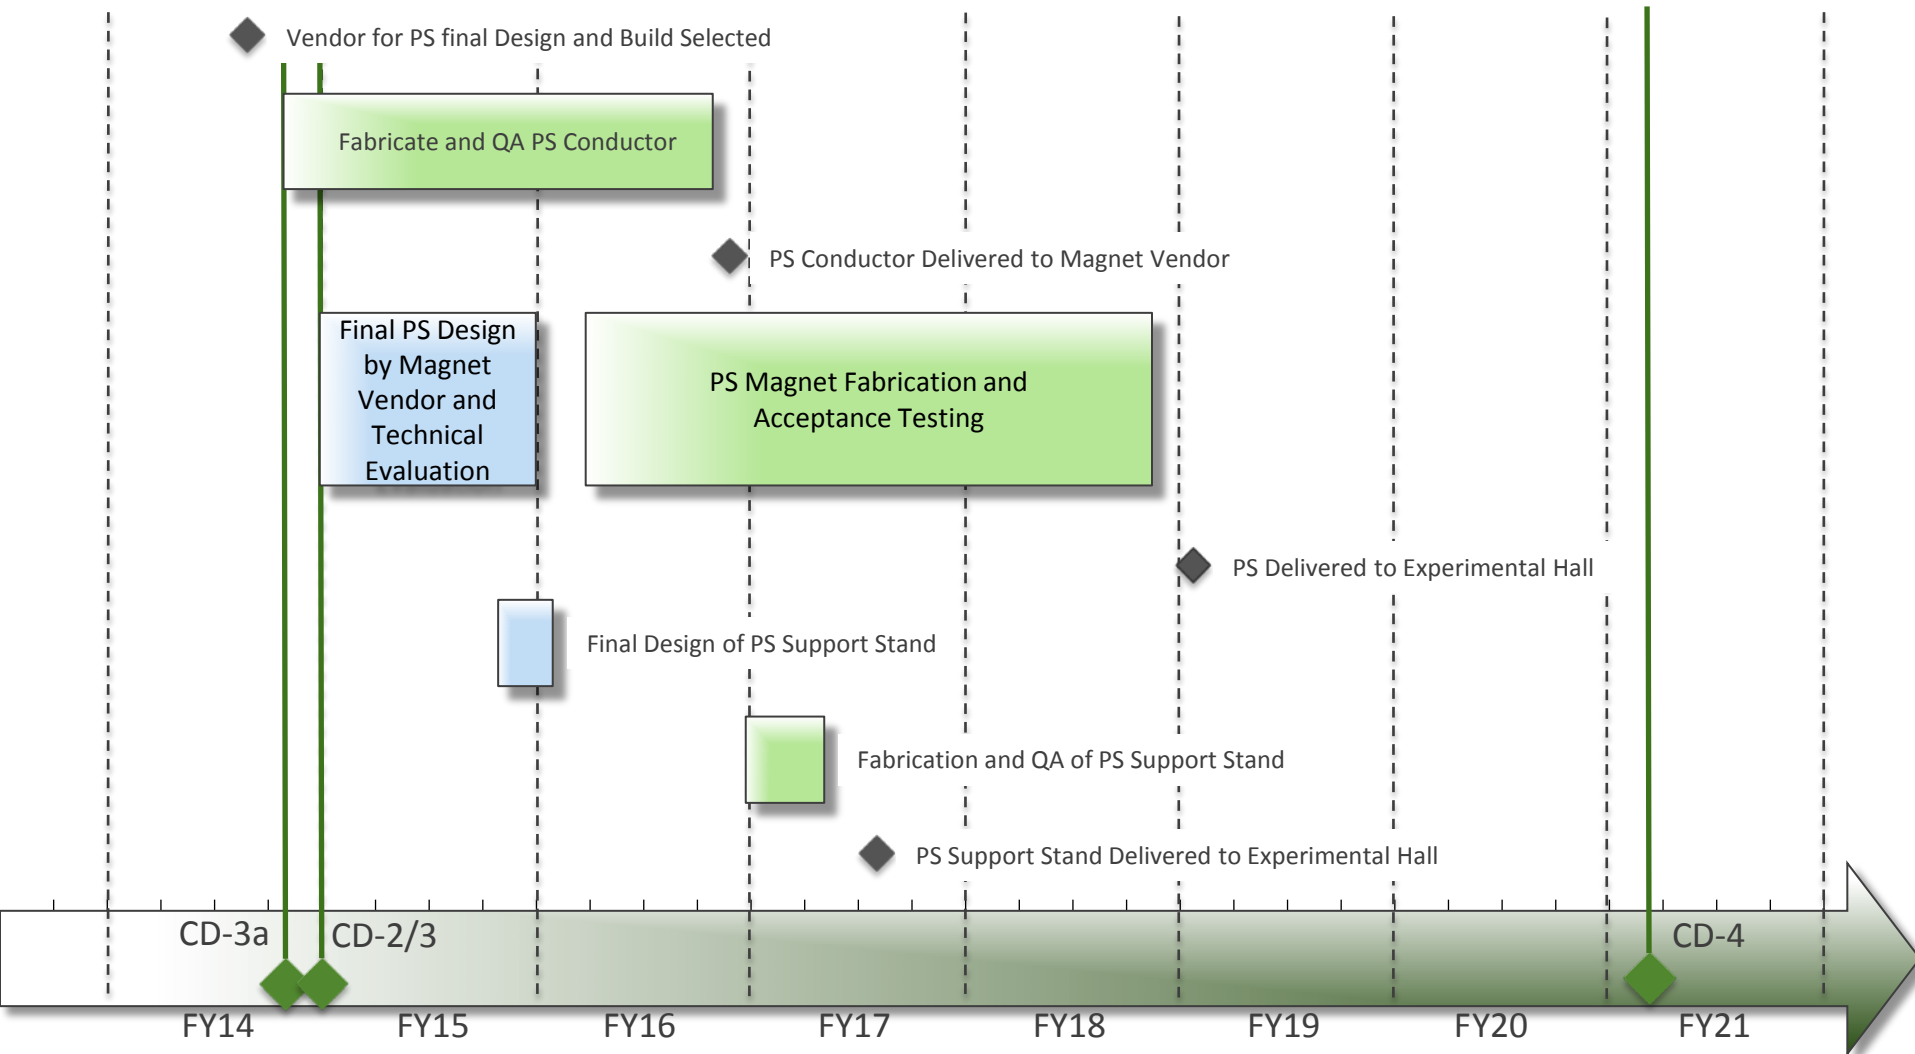 Vendor for PS final Design and Build Selected
Fabricate and QA PS Conductor
PS Conductor Delivered to Magnet Vendor
Final PS Design
by Magnet
Vendor and
Technical
Evaluation
PS Magnet Fabrication and
Acceptance Testing
PS Delivered to Experimental Hall
Final Design of PS Support Stand
Fabrication and QA of PS Support Stand
PS Support Stand Delivered to Experimental Hall
CD-3a
CD-2/3
CD-4
FY14
FY15
FY16
FY17
FY18
FY19
FY20
FY21